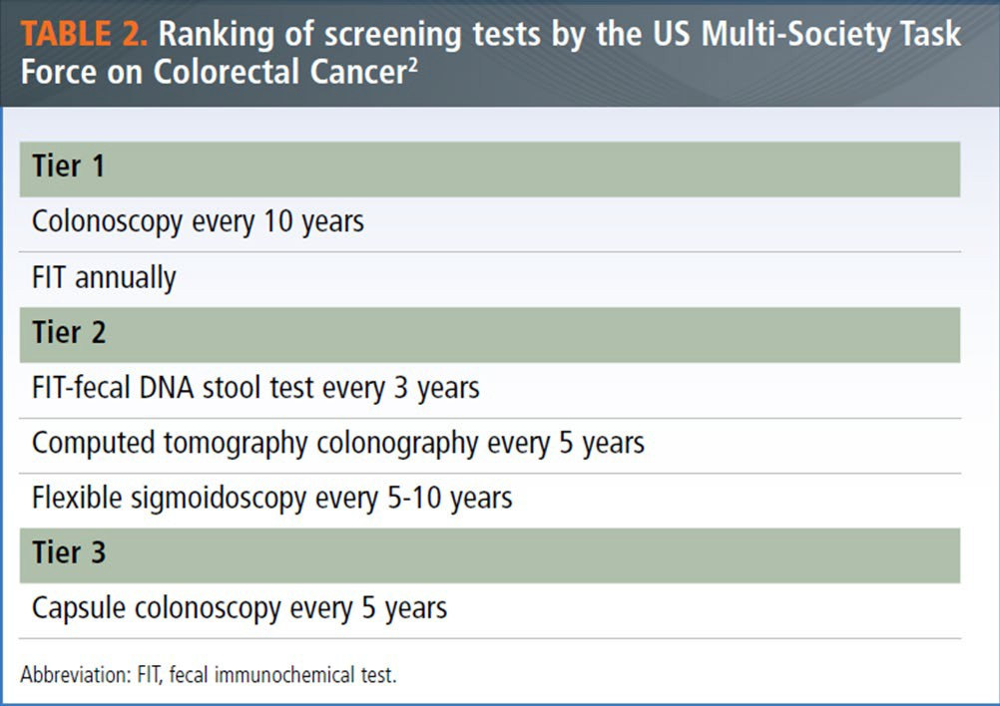 TABLE 2. Ranking of screening tests by the US Multi-Society Task
Force on Colorectal Cancer²
Tier 1
Colonoscopy every 10 years
FIT annually
Tier 2
FIT-fecal DNA stool test every 3 years
Computed tomography colonography every 5 years
Flexible sigmoidoscopy every 5-10 years
Tier 3
Capsule colonoscopy every 5 years
Abbreviation: FIT, fecal immunochemical test.